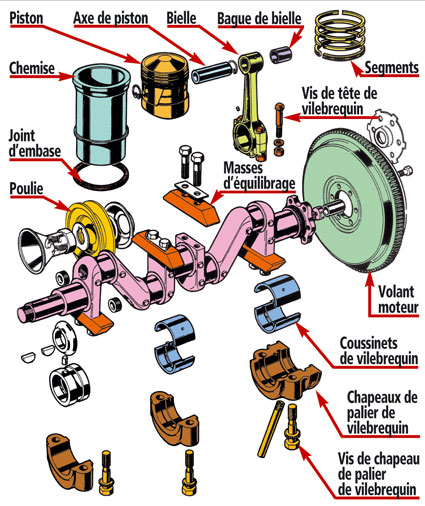 Piston
Axe de piston
Bielle
Bague de bielle
Segments
Chemise
Vis de tête de
vilebrequin
Joint
d'embase
Masses
d'équilibrage
Poulie
Volant
moteur
Coussinets
de vilebrequin
Chapeaux de
palier de
vilebrequin
Vis de chapeau
de palier
de vilebrequin